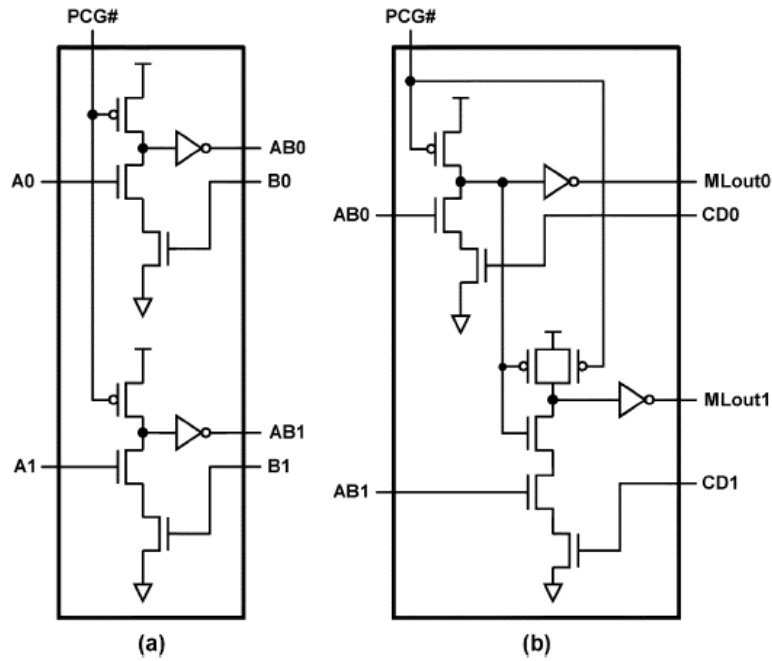 PCG#
PCG#
AB0
A0
B0
MLout0
AB0
CD0
MLout1
AB1
A1
B1
AB1
CD1
(a)
(b)